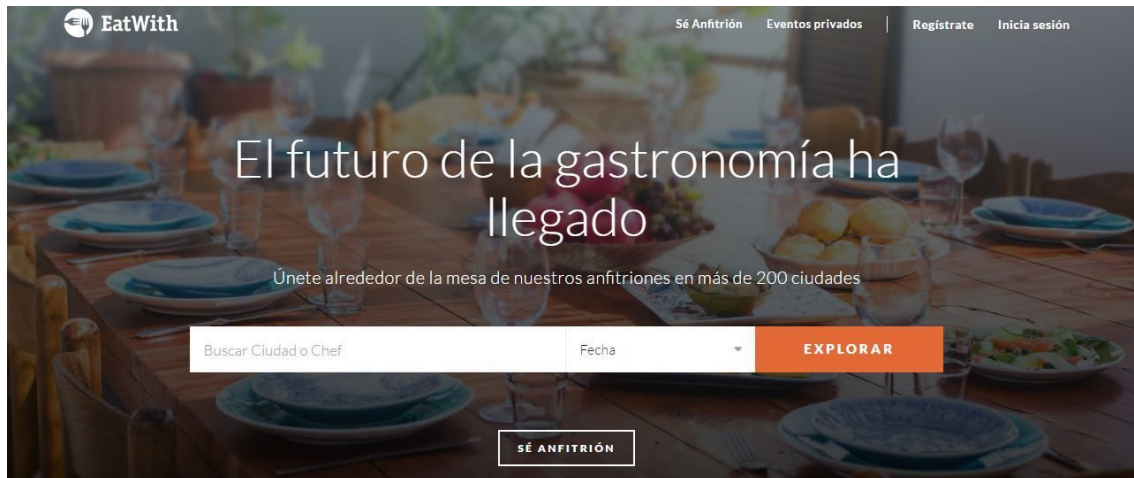 EatWith
Sé Anfitrión Eventos privados Regístrate Inicia sesión
El futuro de la gastronomía ha
llegado
Únete alrededor de la mesa de nuestros anfitriones en más de 200 ciudades
Buscar Ciudad o Chef Fecha EXPLORAR
SÉ ANFITRIÓN